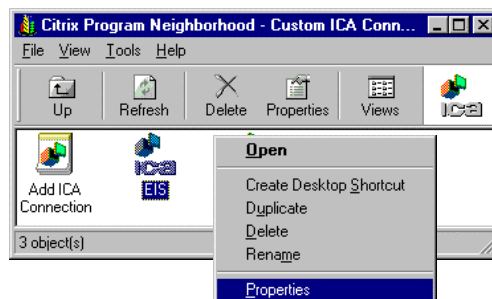 Citrix Program Neighborhood - Custom ICA Conn...
File View Tools Help
Up Refresh Delete Properties Views ICA
ICA
Add ICA
Connection
EIS
Open
Create Desktop Shortcut
Duplicate
Delete
Rename
Properties
3 object(s)